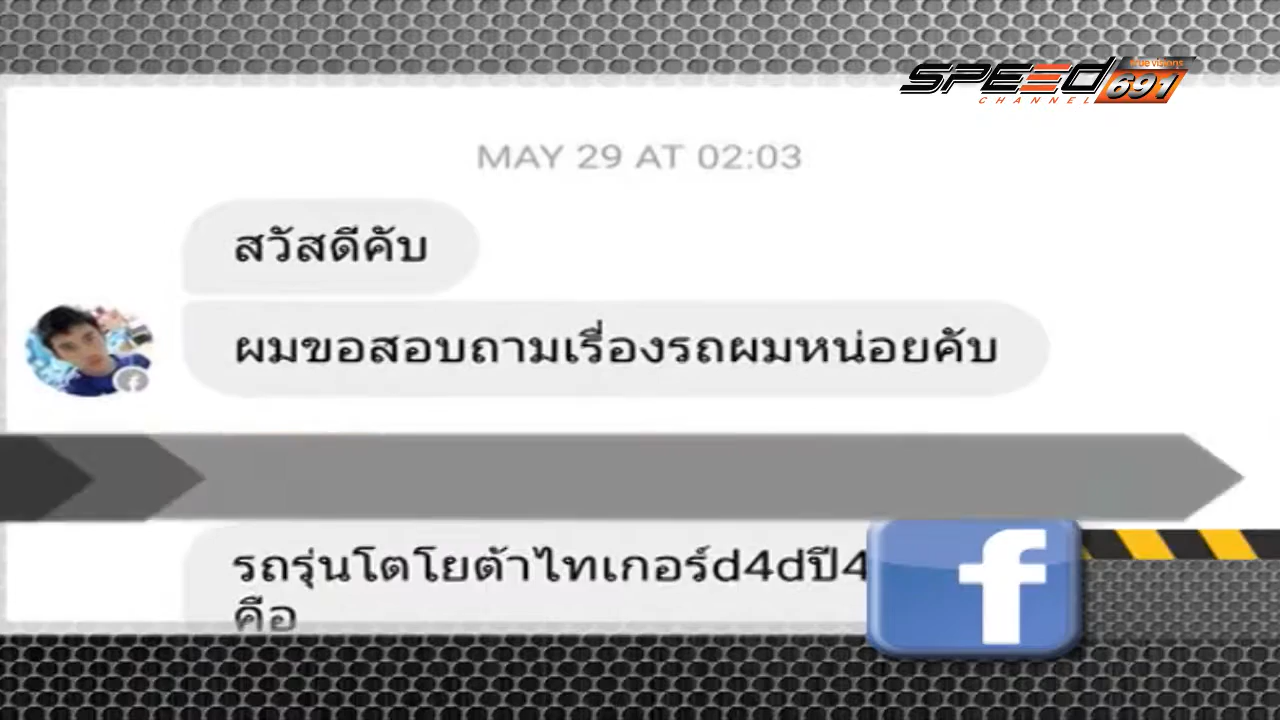 true visions
SPEED
CHANNEL 691
MAY 29 AT 02:03
สวัสดีคับ
ผมขอสอบถามเรื่องรถผมหน่อยคับ
รถรุ่นโตโยต้าไทเกอร์d4dปี4
คือ
f